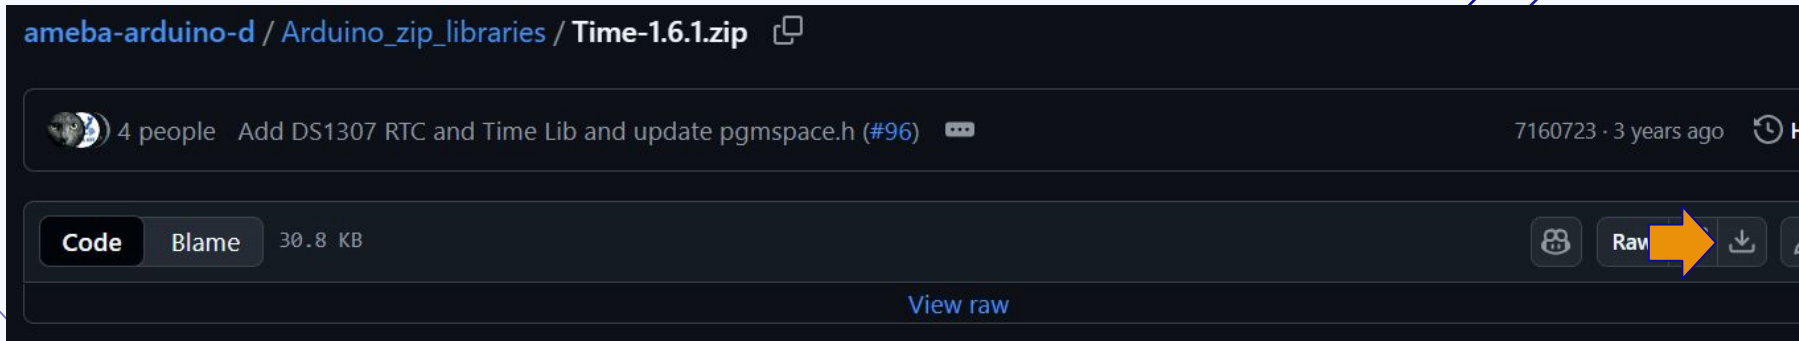 ameba-arduino-d / Arduino_zip_libraries / Time-1.6.1.zip
4 people Add DS1307 RTC and Time Lib and update pgmspace.h (#96) 7160723 · 3 years ago H
Code Blame 30.8 KB Raw
View raw